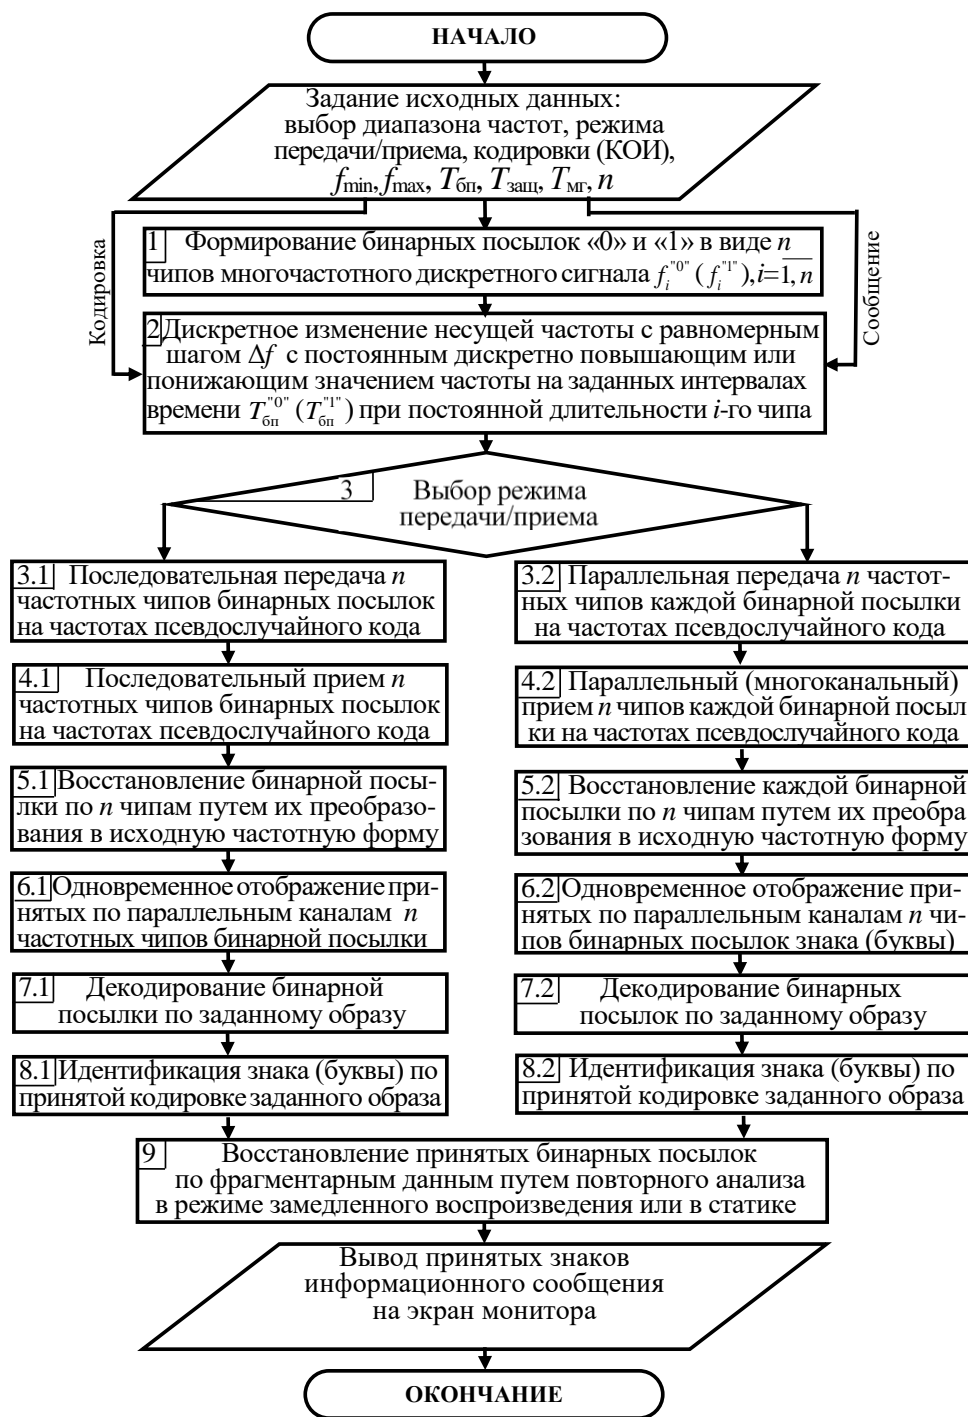 НАЧАЛО
Задание исходных данных:
выбор диапазона частот, режима
передачи/приема, кодировки (КОИ),
f_min, f_max, T_бп, T_защ, T_мг, n
Кодировка
Сообщение
1 Формирование бинарных посылок «0» и «1» в виде n
чипов многочастотного дискретного сигнала f_i^"0" (f_i^"1"), i=1, n
2 Дискретное изменение несущей частоты с равномерным
шагом Δf с постоянным дискретно повышающим или
понижающим значением частоты на заданных интервалах
времени T_бп^"0" (T_бп^"1") при постоянной длительности i-го чипа
3 Выбор режима
передачи/приема
3.1 Последовательная передача n
частотных чипов бинарных посылок
на частотах псевдослучайного кода
4.1 Последовательный прием n
частотных чипов бинарных посылок
на частотах псевдослучайного кода
5.1 Восстановление бинарной посы-
лки по n чипам путем их преобразо-
вания в исходную частотную форму
6.1 Одновременное отображение при-
нятых по параллельным каналам n
частотных чипов бинарной посылки
7.1 Декодирование бинарной
посылки по заданному образу
8.1 Идентификация знака (буквы) по
принятой кодировке заданного образа
3.2 Параллельная передача n частот-
ных чипов каждой бинарной посылки
на частотах псевдослучайного кода
4.2 Параллельный (многоканальный)
прием n чипов каждой бинарной посыл
ки на частотах псевдослучайного кода
5.2 Восстановление каждой бинарной
посылки по n чипам путем их преобра
зования в исходную частотную форму
6.2 Одновременное отображение при-
нятых по параллельным каналам n чи-
пов бинарных посылок знака (буквы)
7.2 Декодирование бинарных
посылок по заданному образу
8.2 Идентификация знака (буквы) по
принятой кодировке заданного образа
9 Восстановление принятых бинарных посылок
по фрагментарным данным путем повторного анализа
в режиме замедленного воспроизведения или в статике
Вывод принятых знаков
информационного сообщения
на экран монитора
ОКОНЧАНИЕ